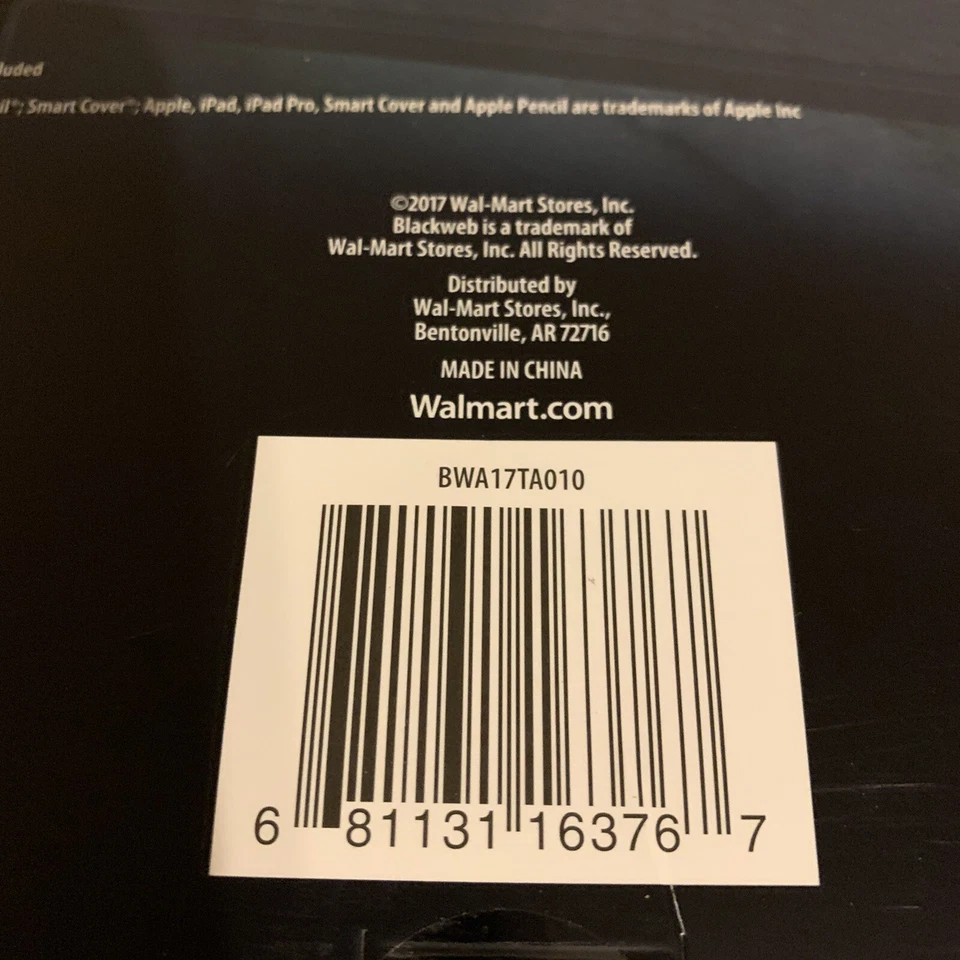 luded
il®; Smart Cover®; Apple, iPad, iPad Pro, Smart Cover and Apple Pencil are trademarks of Apple Inc
©2017 Wal-Mart Stores, Inc.
Blackweb is a trademark of
Wal-Mart Stores, Inc. All Rights Reserved.
Distributed by
Wal-Mart Stores, Inc.,
Bentonville, AR 72716
MADE IN CHINA
Walmart.com
BWA17TA010
6 81131 16376 7